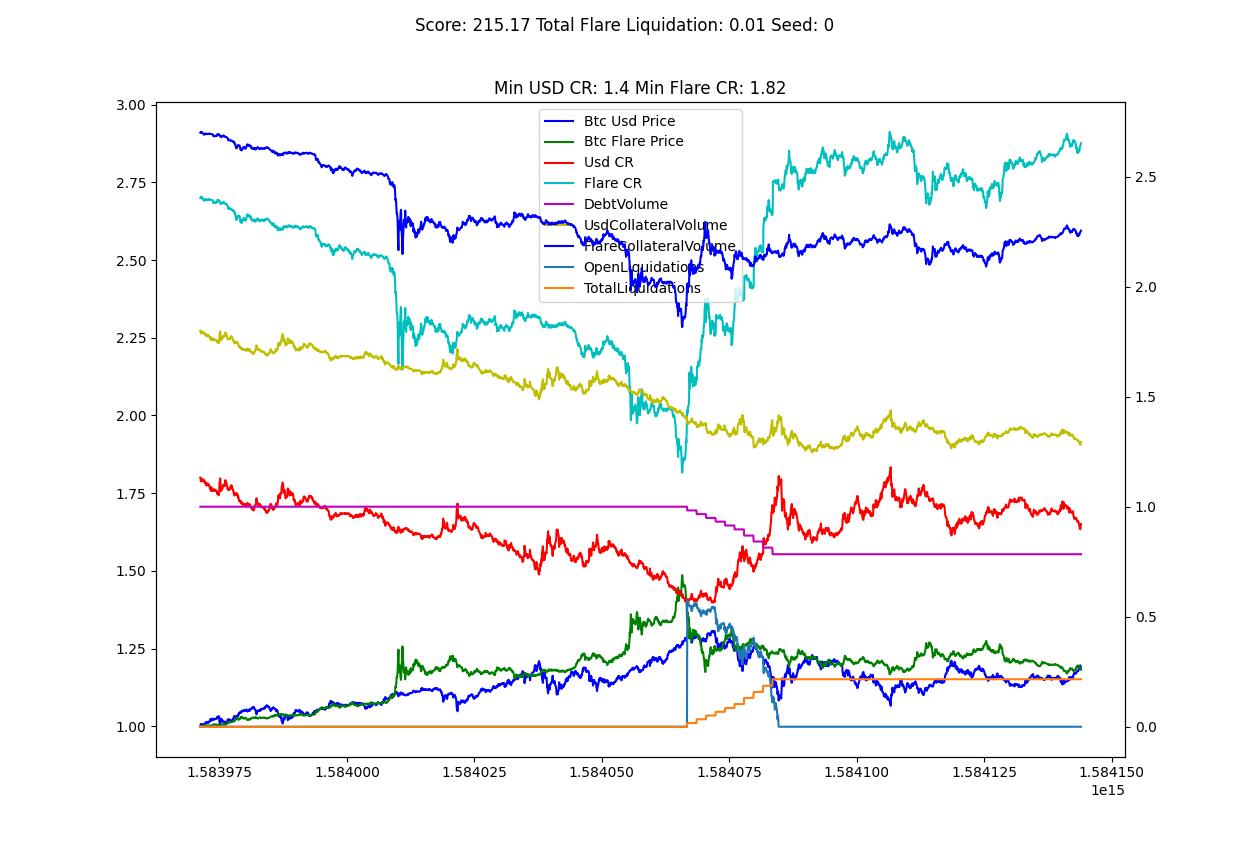 Score: 215.17 Total Flare Liquidation: 0.01 Seed: 0
Min USD CR: 1.4 Min Flare CR: 1.82
3.00
2.75
2.50
2.25
2.00
1.75
1.50
1.25
1.00
Btc Usd Price
Btc Flare Price
Usd CR
Flare CR
DebtVolume
UsdCollateralVolume
FlareCollateralVolume
OpenLiquidations
TotalLiquidations
2.5
2.0
1.5
1.0
0.5
0.0
1.583975 1.584000 1.584025 1.584050 1.584075 1.584100 1.584125 1.584150
1e15